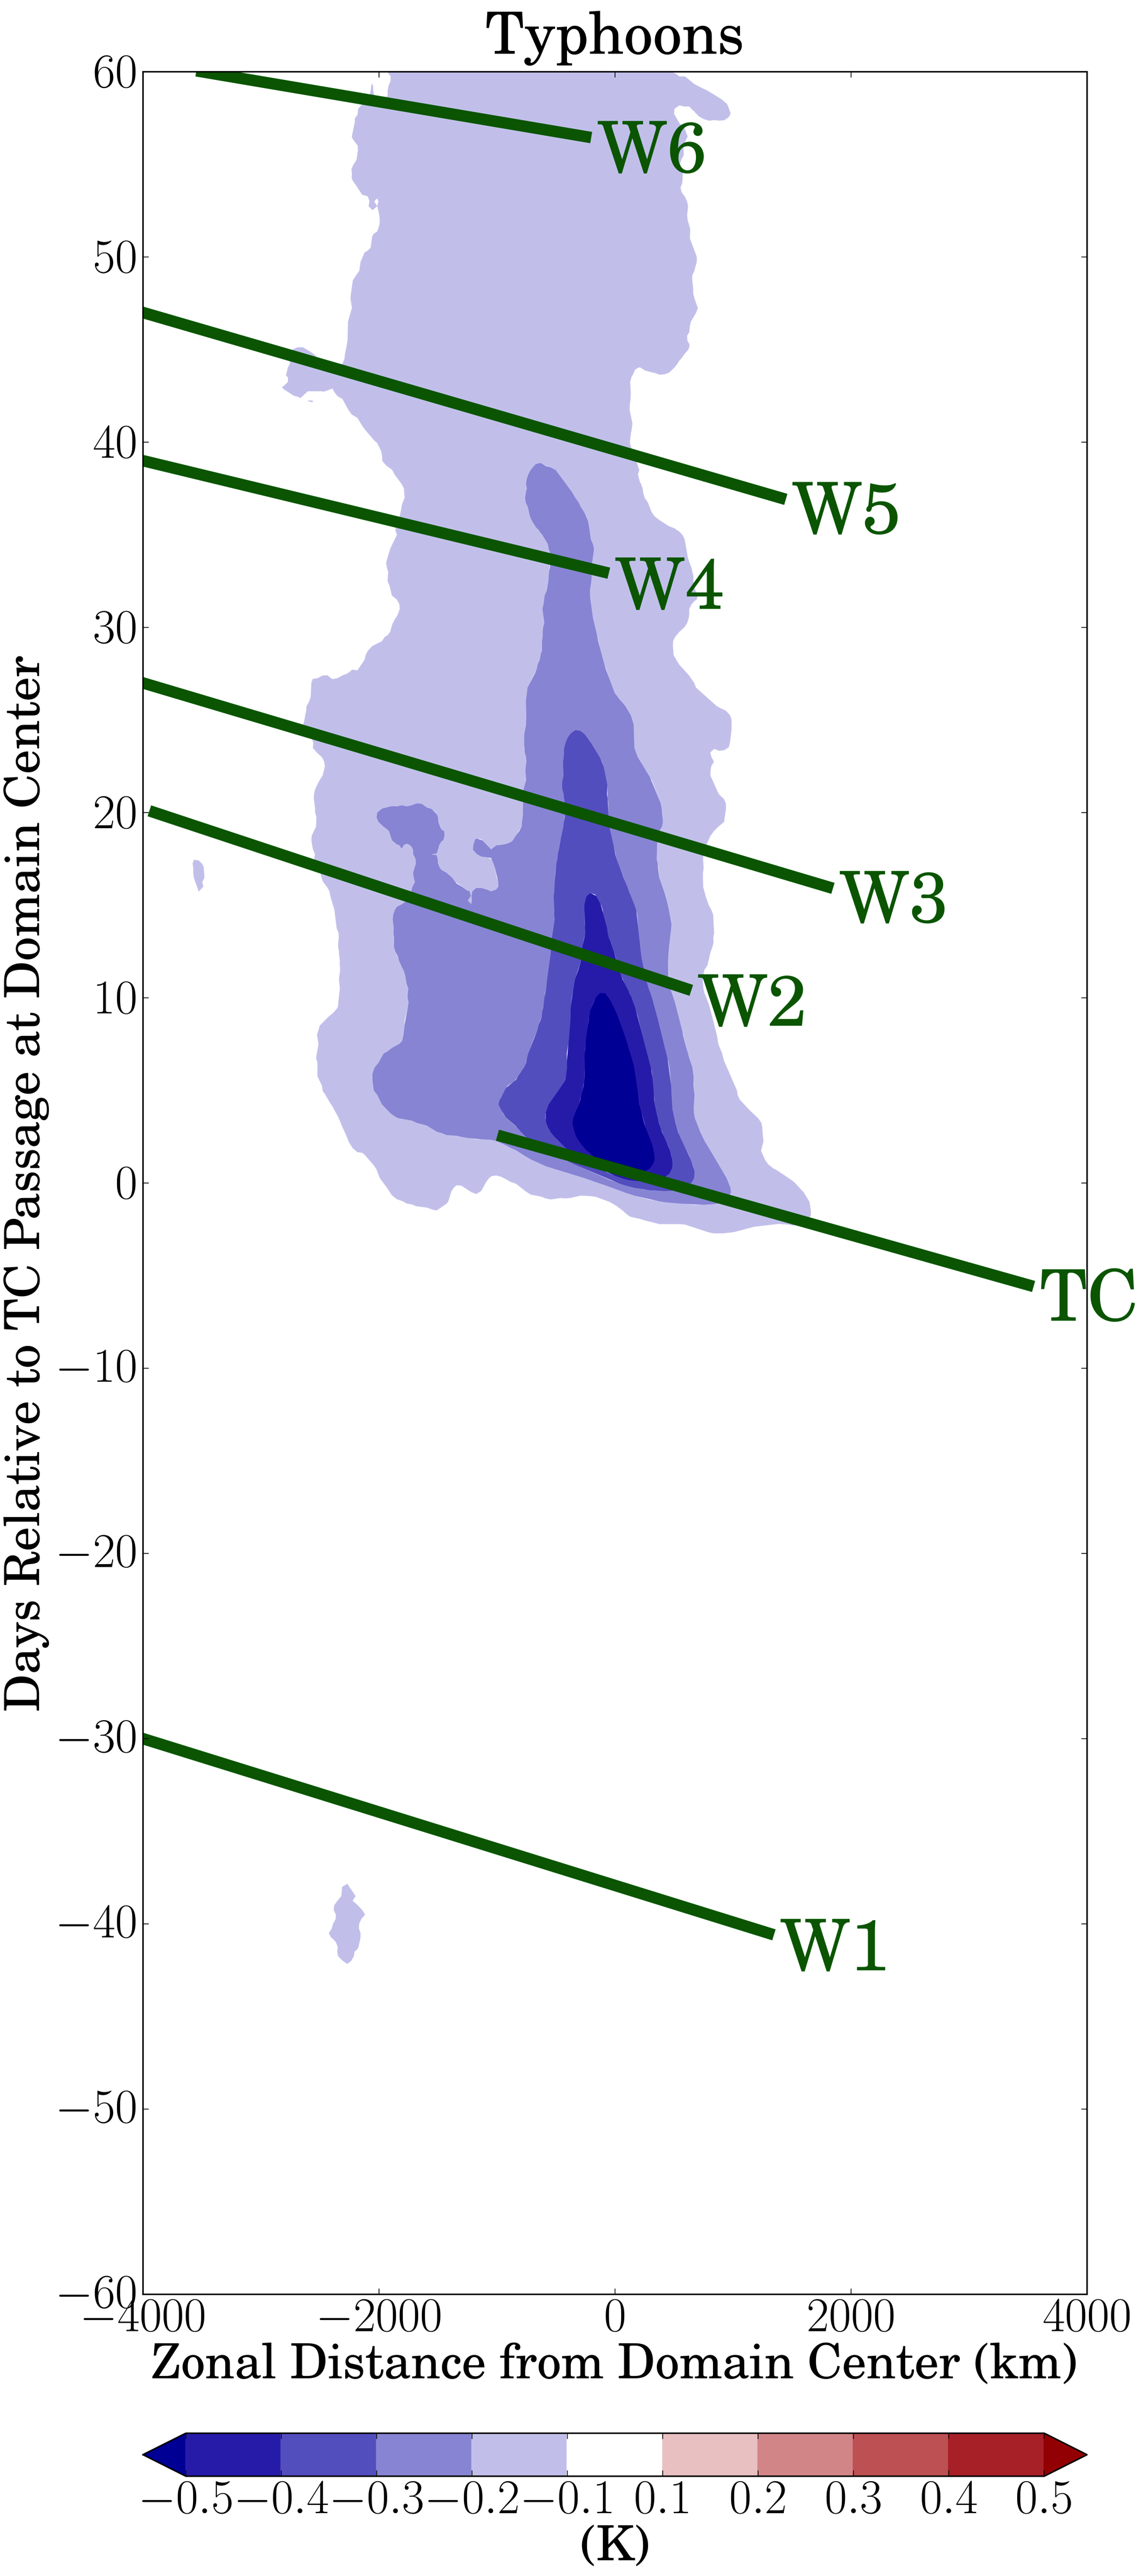 Typhoons
Days Relative to TC Passage at Domain Center
60
50
40
30
20
10
0
−10
−20
−30
−40
−50
−60
W6
W5
W4
W3
W2
TC
W1
−4000 −2000 0 2000 4000
Zonal Distance from Domain Center (km)
−0.5 −0.4 −0.3 −0.2 −0.1 0.1 0.2 0.3 0.4 0.5
(K)